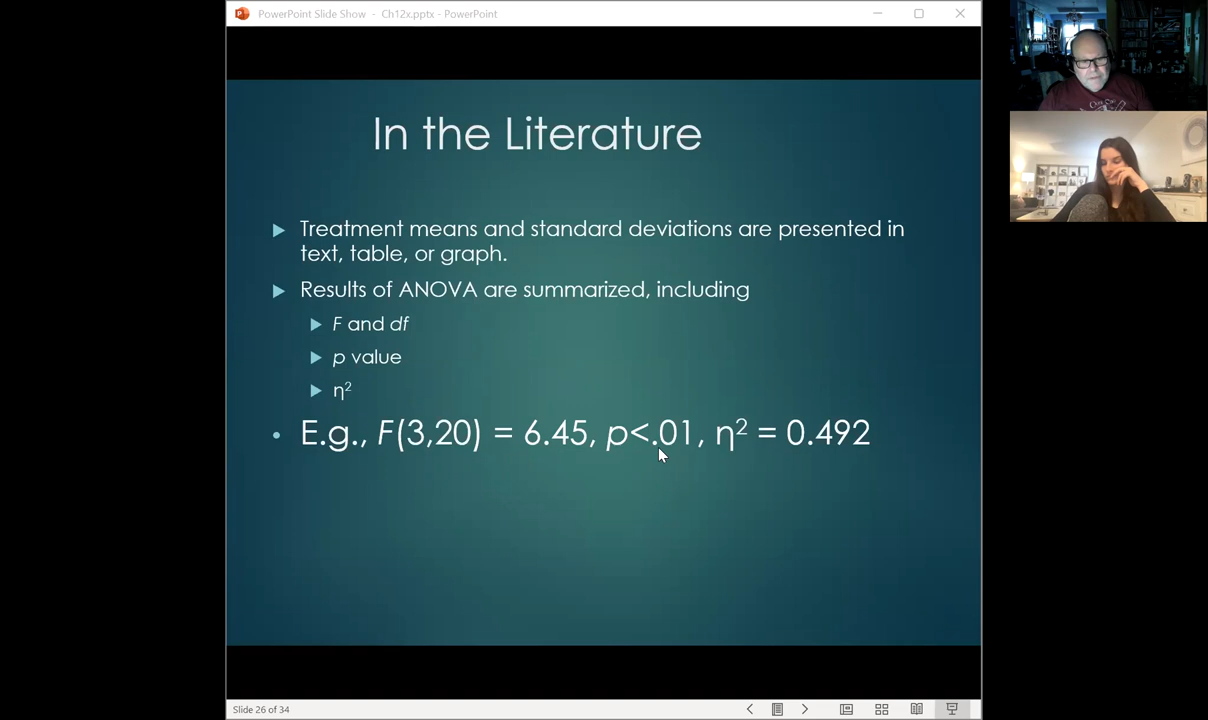 PowerPoint Slide Show - Ch12x.pptx - PowerPoint
In the Literature
Treatment means and standard deviations are presented in
text, table, or graph.
Results of ANOVA are summarized, including
F and df
p value
η²
E.g., F(3,20) = 6.45, p<.01, η² = 0.492
Slide 26 of 34